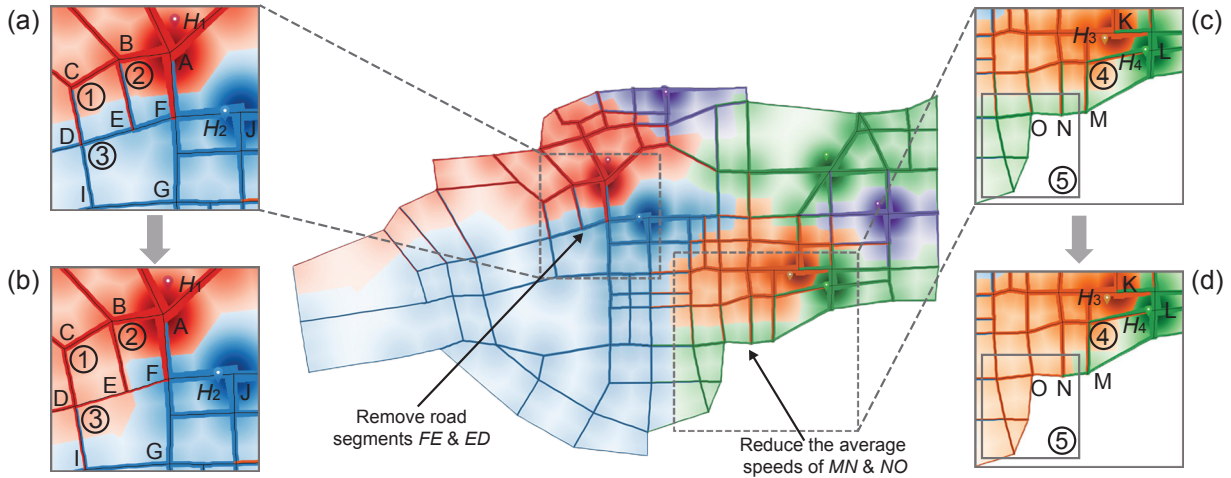 (a)
H1
B
A
C
②
①
F
E
D
③
H2
J
I
G
(b)
H1
B
A
C
②
①
F
E
D
③
H2
J
I
G
Remove road
segments FE & ED
Reduce the average
speeds of MN & NO
(c)
K
H3
H4
L
④
O
N
M
⑤
(d)
K
H3
H4
L
④
O
N
M
⑤